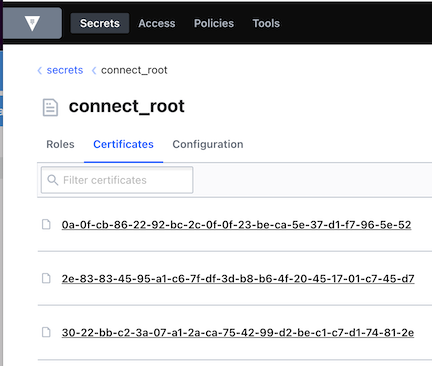 Secrets Access Policies Tools
secrets connect_root
connect_root
Roles Certificates Configuration
Filter certificates
0a-0f-cb-86-22-92-bc-2c-0f-0f-23-be-ca-5e-37-d1-f7-96-5e-52
2e-83-83-45-95-a1-c6-7f-df-3d-b8-b6-4f-20-45-17-01-c7-45-d7
30-22-bb-c2-3a-07-a1-2a-ca-75-42-99-d2-be-c1-c7-d1-74-81-2e